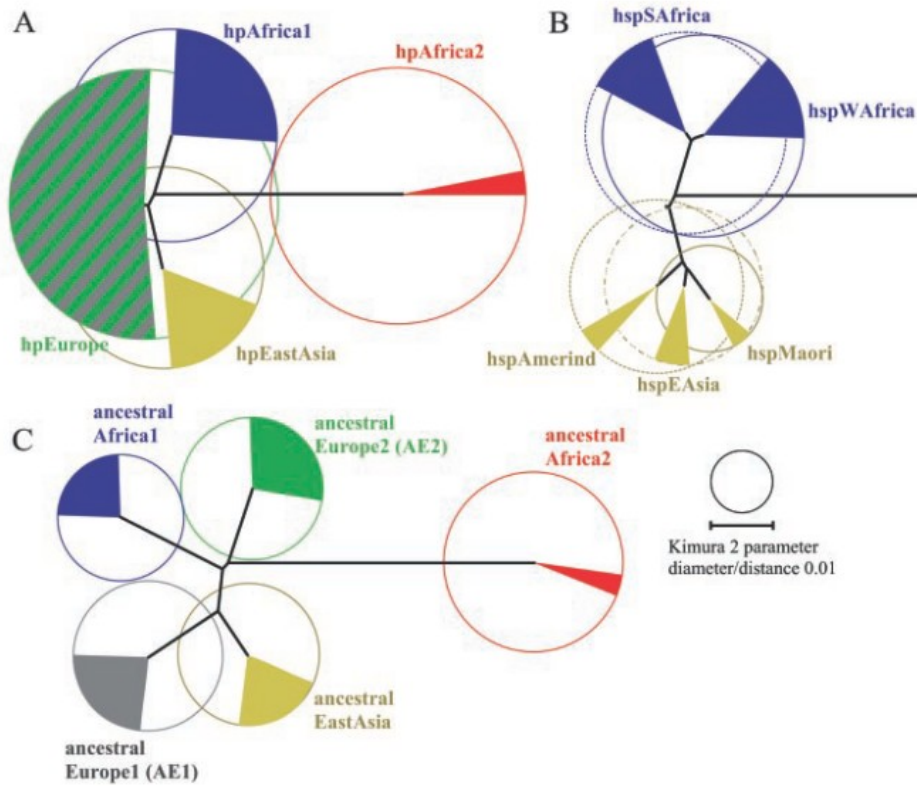 A
hpAfrica1
hpAfrica2
hpEurope
hpEastAsia
B
hspSAfrica
hspWAfrica
hspAmerind
hspEAsia
hspMaori
C
ancestral
Africa1
ancestral
Europe2 (AE2)
ancestral
Africa2
ancestral
Europe1 (AE1)
ancestral
EastAsia
Kimura 2 parameter
diameter/distance 0.01